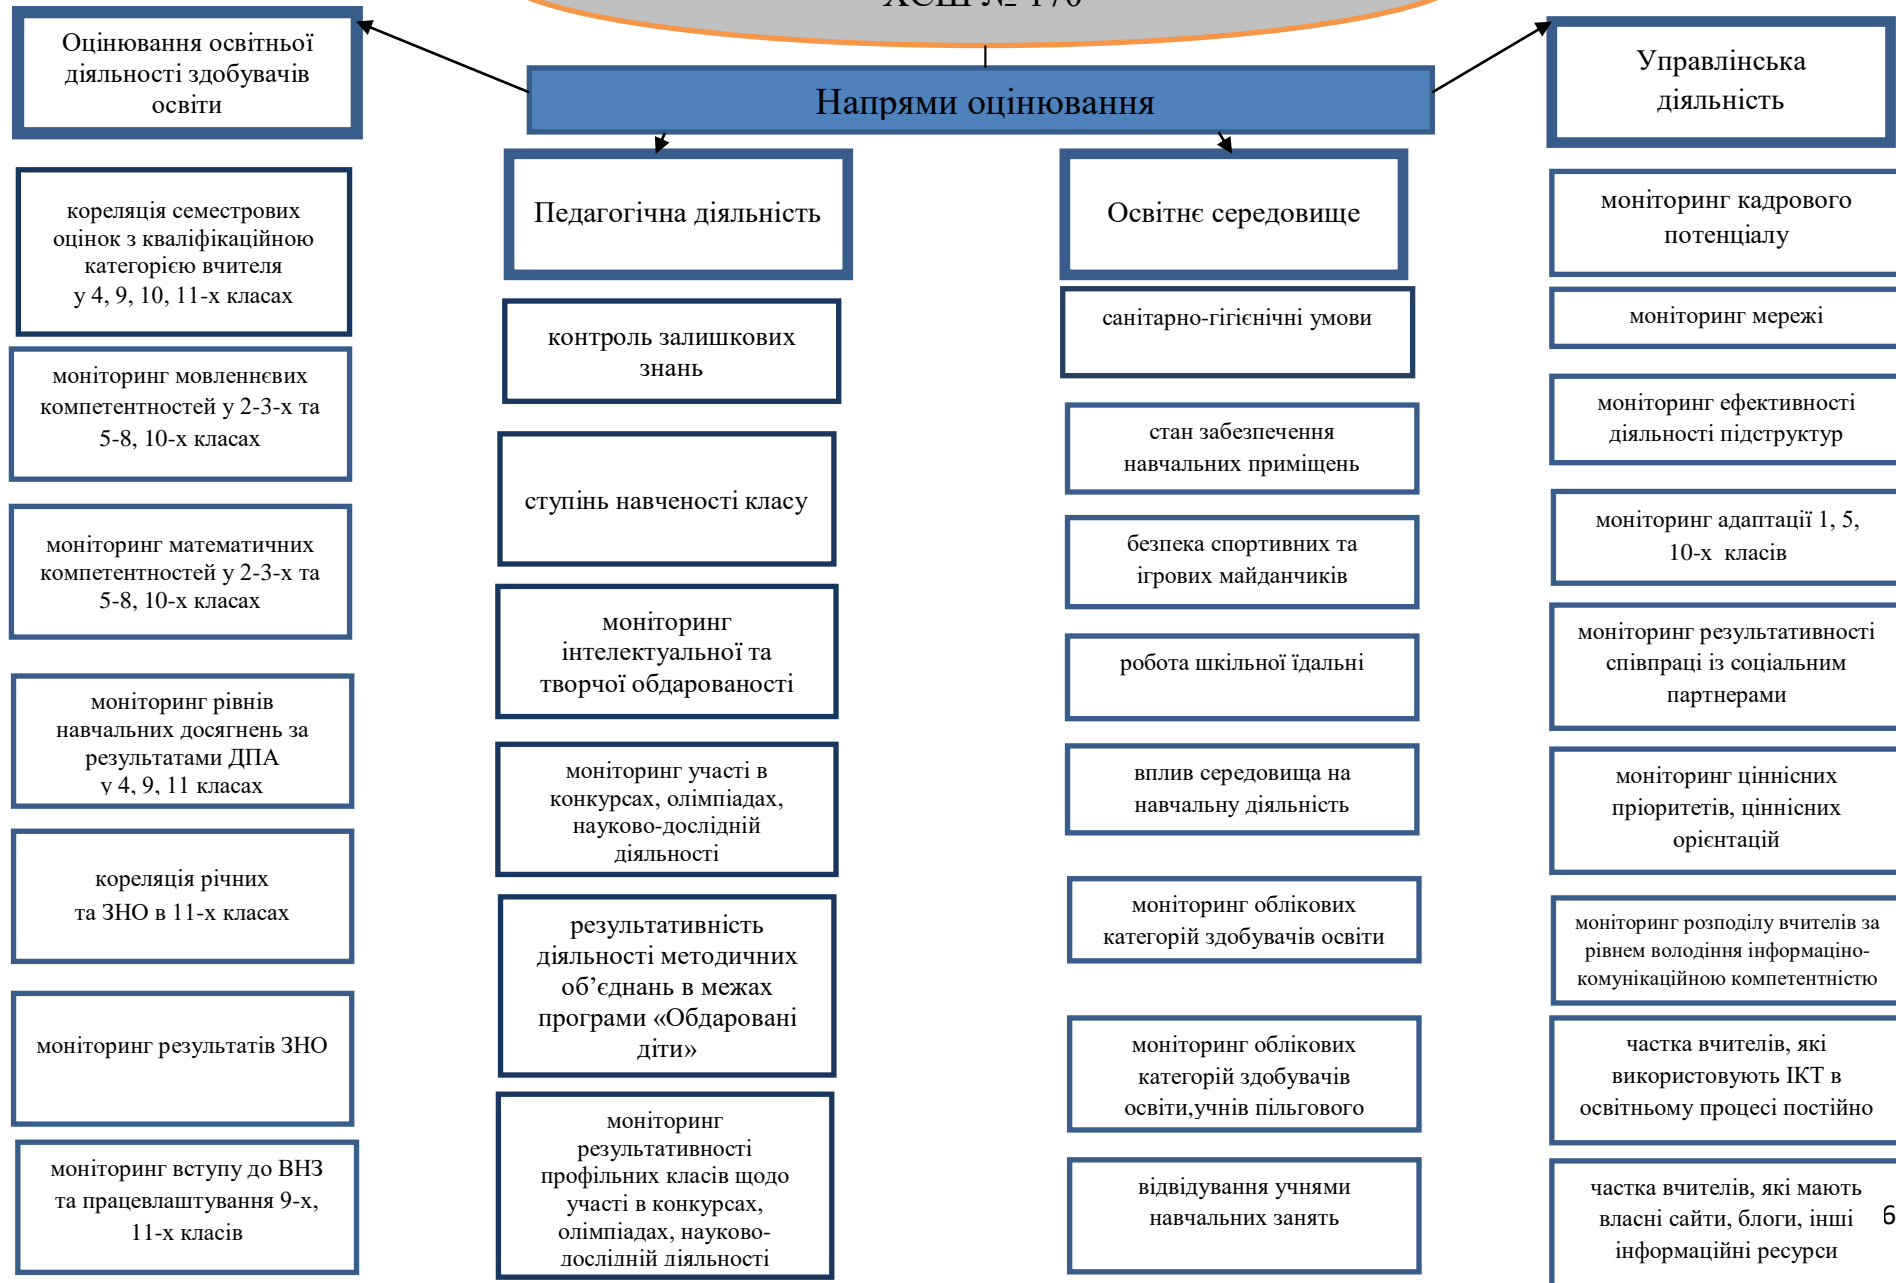 ХСШ № 170
Напрями оцінювання
Оцінювання освітньої
діяльності здобувачів
освіти
кореляція семестрових
оцінок з кваліфікаційною
категорією вчителя
у 4, 9, 10, 11-х класах
моніторинг мовленнєвих
компетентностей у 2-3-х та
5-8, 10-х класах
моніторинг математичних
компетентностей у 2-3-х та
5-8, 10-х класах
моніторинг рівнів
навчальних досягнень за
результатами ДПА
у 4, 9, 11 класах
кореляція річних
та ЗНО в 11-х класах
моніторинг результатів ЗНО
моніторинг вступу до ВНЗ
та працевлаштування 9-х,
11-х класів
Педагогічна діяльність
контроль залишкових
знань
ступінь навченості класу
моніторинг
інтелектуальної та
творчої обдарованості
моніторинг участі в
конкурсах, олімпіадах,
науково-дослідній
діяльності
результативність
діяльності методичних
об’єднань в межах
програми «Обдаровані
діти»
моніторинг
результативності
профільних класів щодо
участі в конкурсах,
олімпіадах, науково-
дослідній діяльності
Освітнє середовище
санітарно-гігієнічні умови
стан забезпечення
навчальних приміщень
безпека спортивних та
ігрових майданчиків
робота шкільної їдальні
вплив середовища на
навчальну діяльність
моніторинг облікових
категорій здобувачів освіти
моніторинг облікових
категорій здобувачів
освіти,учнів пільгового
відвідування учнями
навчальних занять
Управлінська
діяльність
моніторинг кадрового
потенціалу
моніторинг мережі
моніторинг ефективності
діяльності підструктур
моніторинг адаптації 1, 5,
10-х класів
моніторинг результативності
співпраці із соціальним
партнерами
моніторинг ціннісних
пріоритетів, ціннісних
орієнтацій
моніторинг розподілу вчителів за
рівнем володіння інформаціно-
комунікаційною компетентністю
частка вчителів, які
використовують ІКТ в
освітньому процесі постійно
частка вчителів, які мають
власні сайти, блоги, інші
інформаційні ресурси
6